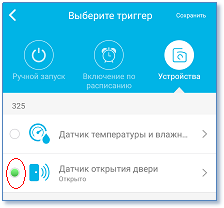 Выберите триггер
Сохранить
Ручной запуск
Включение по
расписанию
Устройства
325
Датчик температуры и влажн...
Датчик открытия двери
Открыто